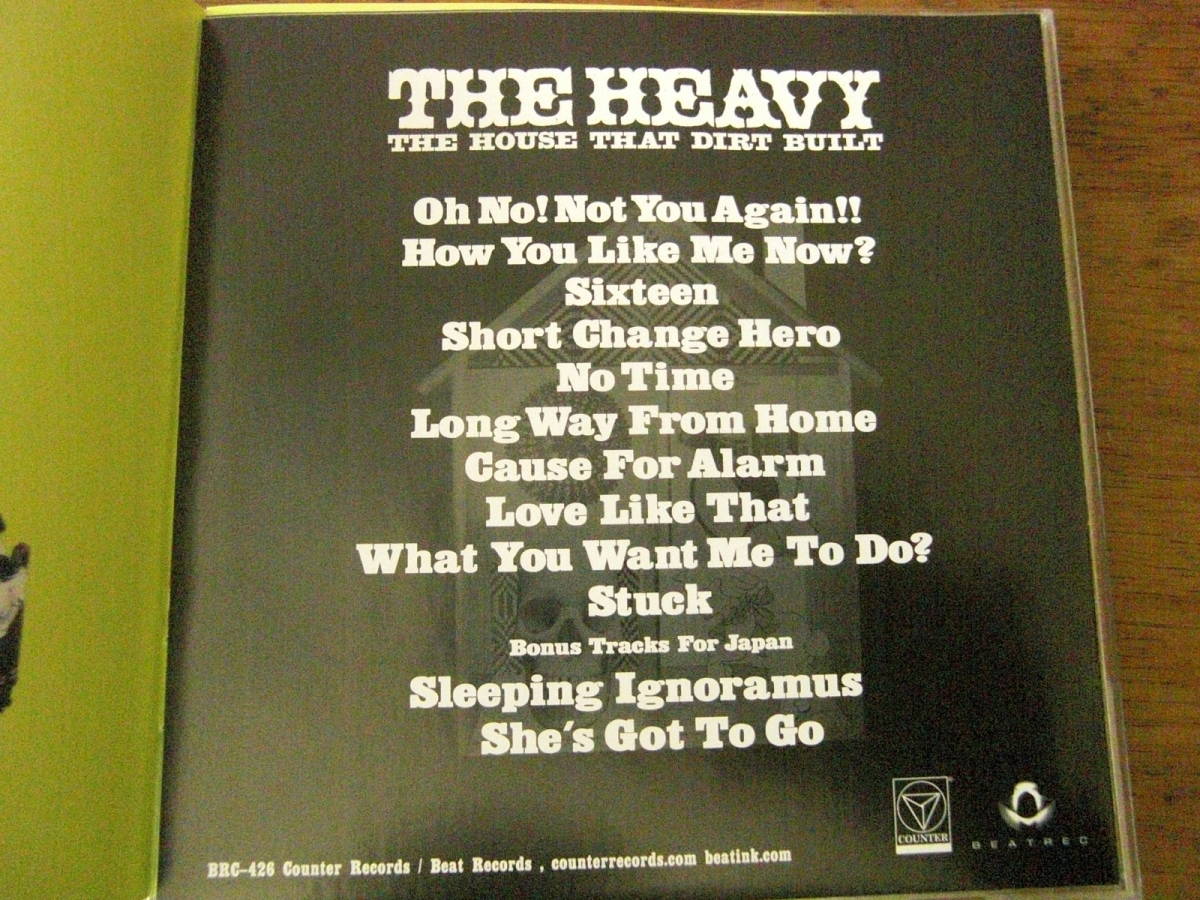 THE HEAVY
THE HOUSE THAT DIRT BUILT
Oh No! Not You Again!!
How You Like Me Now?
Sixteen
Short Change Hero
No Time
Long Way From Home
Cause For Alarm
Love Like That
What You Want Me To Do?
Stuck
Bonus Tracks For Japan
Sleeping Ignoramus
She's Got To Go
COUNTER
BEATREC
BRC-426 Counter Records / Beat Records , counterrecords.com beatink.com